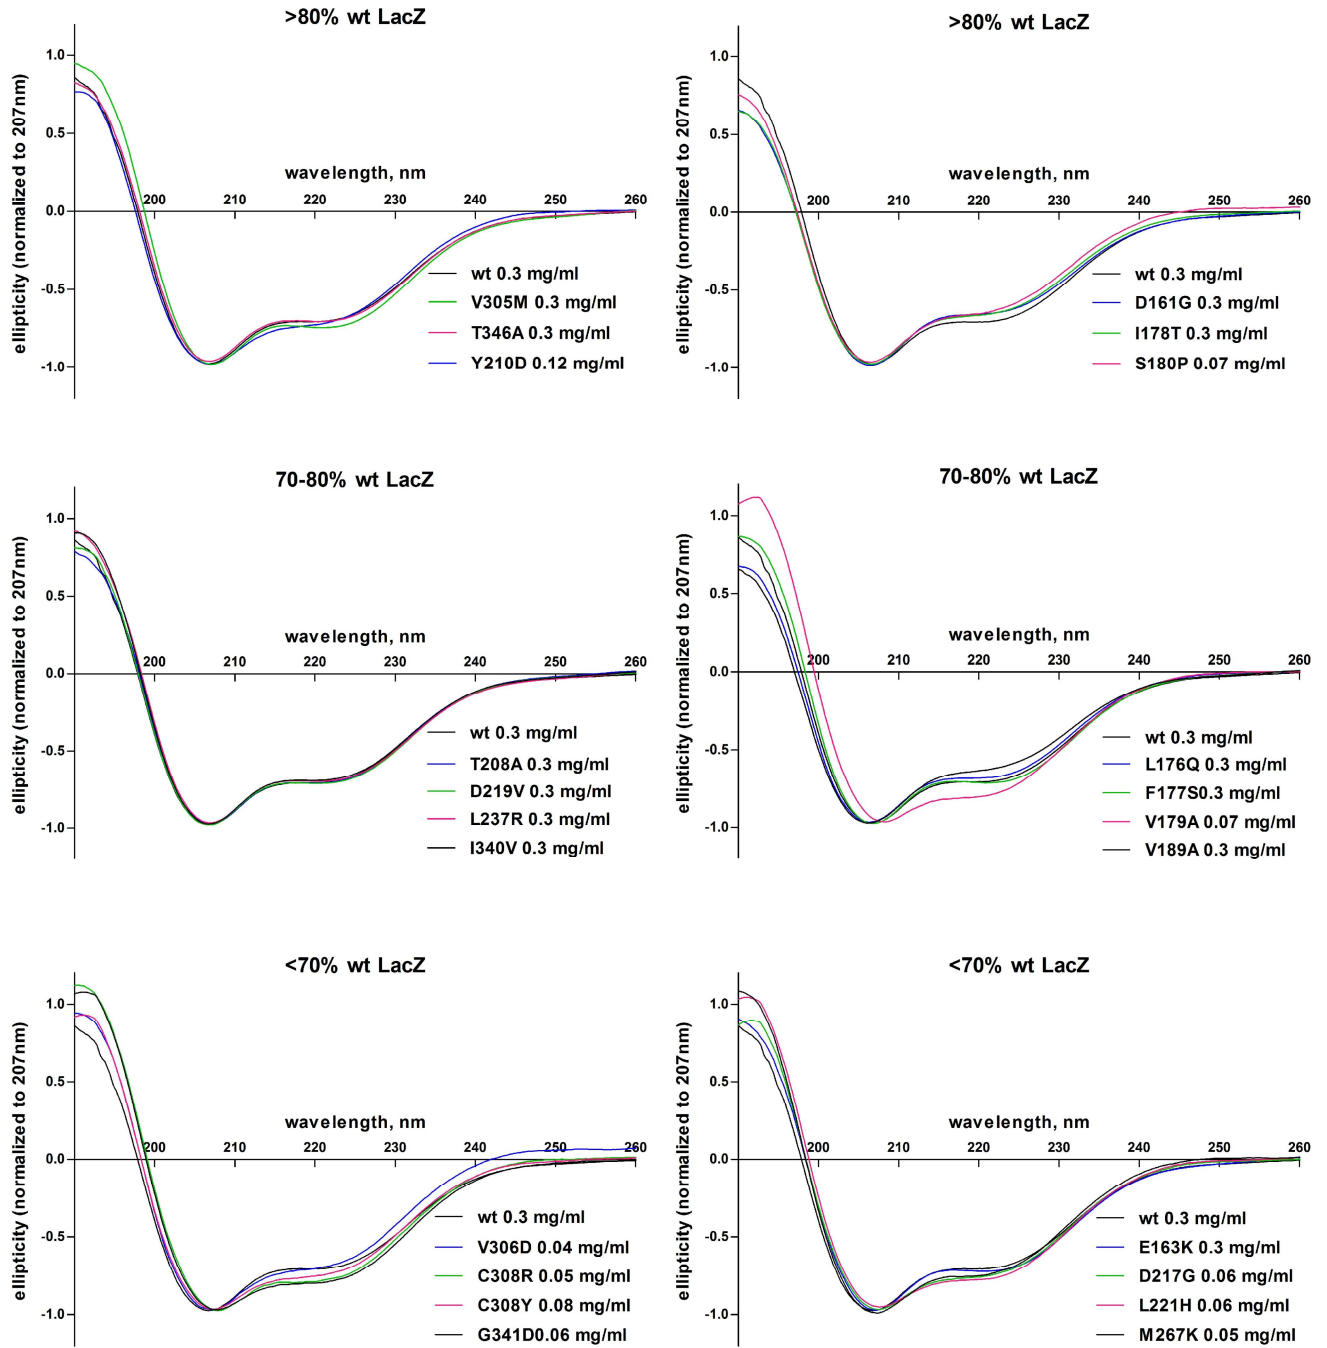 >80% wt LacZ
ellipticity (normalized to 207nm)
1.0
0.5
0.0
-0.5
-1.0
wavelength, nm
200 210 220 230 240 250 260
wt 0.3 mg/ml
V305M 0.3 mg/ml
T346A 0.3 mg/ml
Y210D 0.12 mg/ml
>80% wt LacZ
ellipticity (normalized to 207nm)
1.0
0.5
0.0
-0.5
-1.0
wavelength, nm
200 210 220 230 240 250 260
wt 0.3 mg/ml
D161G 0.3 mg/ml
I178T 0.3 mg/ml
S180P 0.07 mg/ml
70-80% wt LacZ
ellipticity (normalized to 207nm)
1.0
0.5
0.0
-0.5
-1.0
wavelength, nm
200 210 220 230 240 250 260
wt 0.3 mg/ml
T208A 0.3 mg/ml
D219V 0.3 mg/ml
L237R 0.3 mg/ml
I340V 0.3 mg/ml
70-80% wt LacZ
ellipticity (normalized to 207nm)
1.0
0.5
0.0
-0.5
-1.0
wavelength, nm
200 210 220 230 240 250 260
wt 0.3 mg/ml
L176Q 0.3 mg/ml
F177S0.3 mg/ml
V179A 0.07 mg/ml
V189A 0.3 mg/ml
<70% wt LacZ
ellipticity (normalized to 207nm)
1.0
0.5
0.0
-0.5
-1.0
wavelength, nm
200 210 220 230 240 250 260
wt 0.3 mg/ml
V306D 0.04 mg/ml
C308R 0.05 mg/ml
C308Y 0.08 mg/ml
G341D0.06 mg/ml
<70% wt LacZ
ellipticity (normalized to 207nm)
1.0
0.5
0.0
-0.5
-1.0
wavelength, nm
200 210 220 230 240 250 260
wt 0.3 mg/ml
E163K 0.3 mg/ml
D217G 0.06 mg/ml
L221H 0.06 mg/ml
M267K 0.05 mg/ml